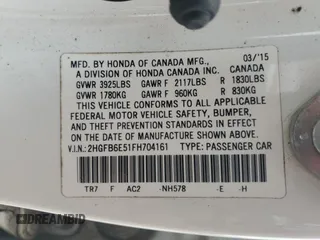 MFD. BY HONDA OF CANADA MFG., 03/'15
A DIVISION OF HONDA CANADA INC. CANADA
GVWR 3925LBS GAWR F 2117LBS R 1830LBS
GVWR 1780KG GAWR F 960KG R 830KG
THIS VEHICLE CONFORMS TO ALL APPLICABLE
FEDERAL MOTOR VEHICLE SAFETY, BUMPER,
AND THEFT PREVENTION STANDARDS IN EFFECT
ON THE DATE OF MANUFACTURE SHOWN ABOVE.
V.I.N.: 2HGFB6E51FH704161 TYPE: PASSENGER CAR
TR7 F AC2 -NH578 -E -H
DREAMBID